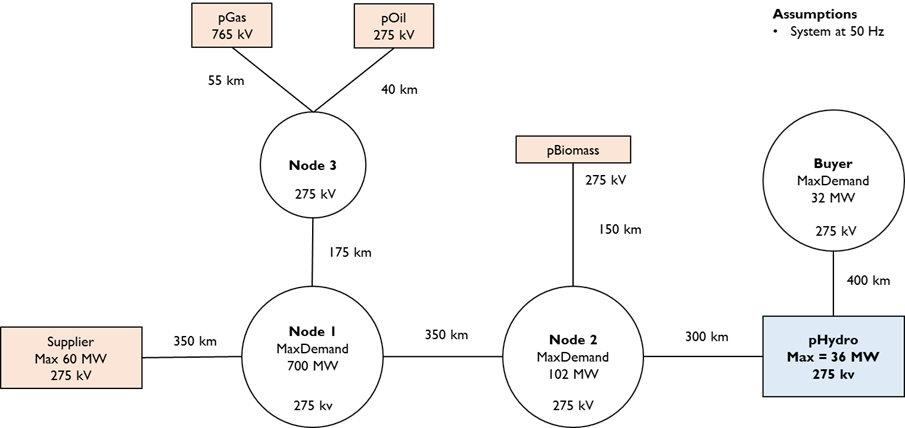 pGas
765 kV
pOil
275 kV
Assumptions
• System at 50 Hz
55 km
40 km
Node 3
275 kV
pBiomass
275 kV
Buyer
MaxDemand
32 MW
275 kV
150 km
175 km
400 km
Supplier
Max 60 MW
275 kV
350 km
Node 1
MaxDemand
700 MW
275 kv
350 km
Node 2
MaxDemand
102 MW
275 kV
300 km
pHydro
Max = 36 MW
275 kv